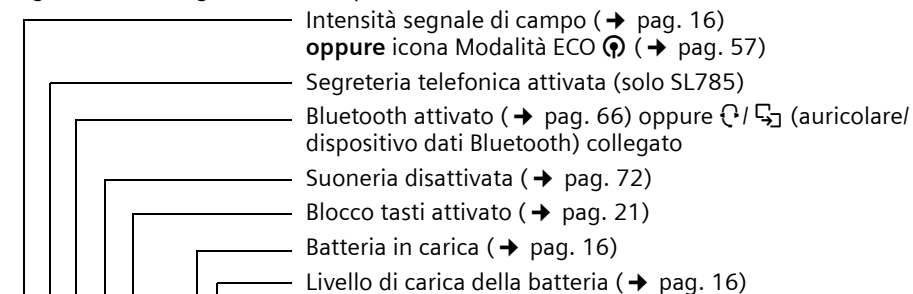 Intensità segnale di campo (➔ pag. 16)
oppure icona Modalità ECO (➔ pag. 57)
Segreteria telefonica attivata (solo SL785)
Bluetooth attivato (➔ pag. 66) oppure / (auricolare/
dispositivo dati Bluetooth) collegato
Suoneria disattivata (➔ pag. 72)
Blocco tasti attivato (➔ pag. 21)
Batteria in carica (➔ pag. 16)
Livello di carica della batteria (➔ pag. 16)